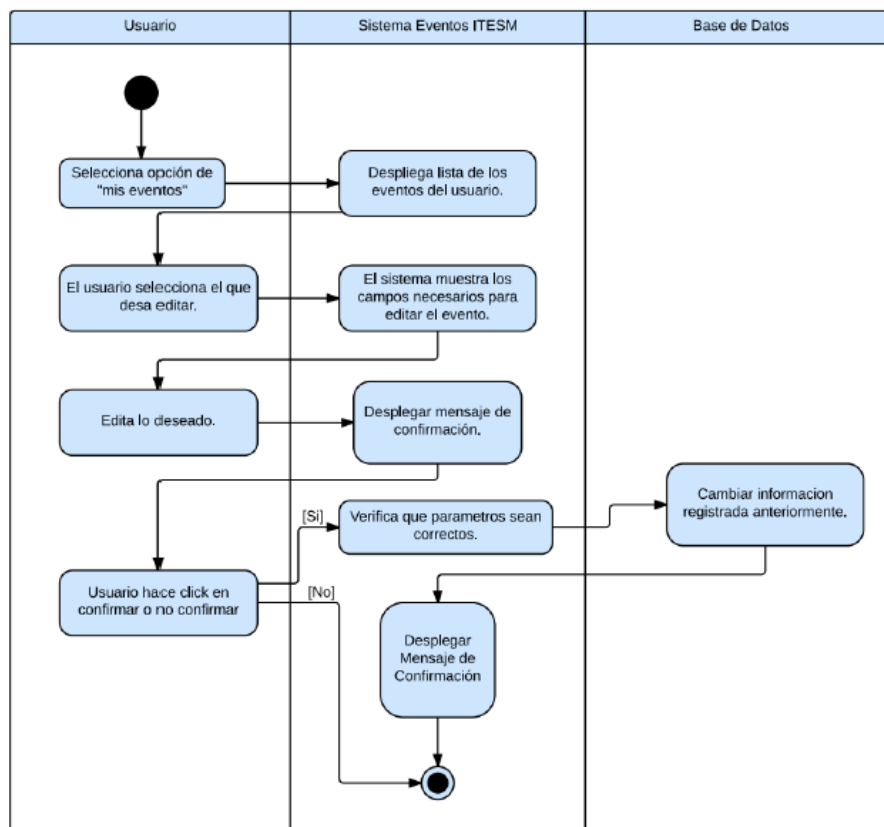 Usuario
Sistema Eventos ITESM
Base de Datos
Selecciona opción de
"mis eventos"
Despliega lista de los
eventos del usuario.
El usuario selecciona el que
desa editar.
El sistema muestra los
campos necesarios para
editar el evento.
Edita lo deseado.
Desplegar mensaje de
confirmación.
Cambiar informacion
registrada anteriormente.
[Si]
Verifica que parametros sean
correctos.
Usuario hace click en
confirmar o no confirmar
[No]
Desplegar
Mensaje de
Confirmación